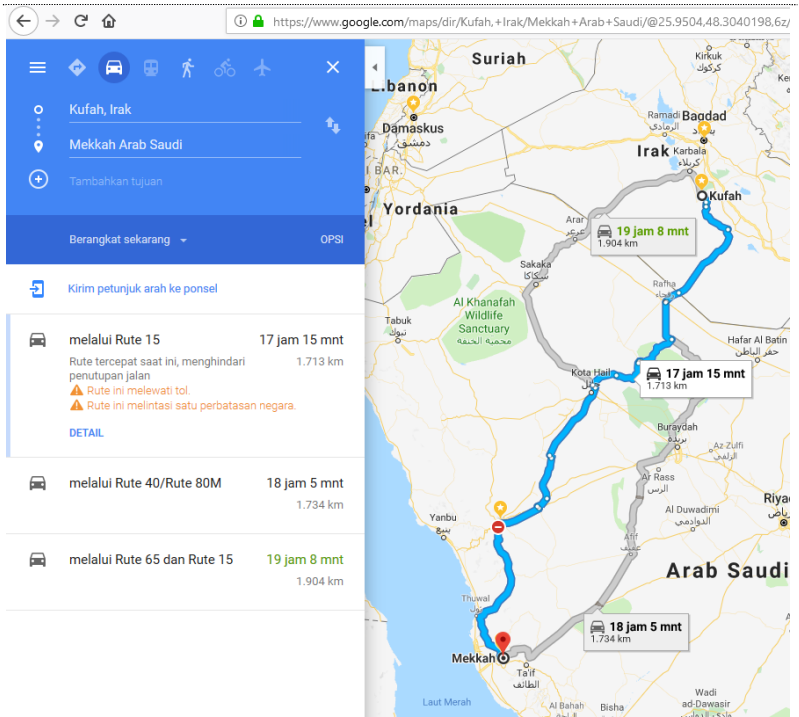 https://www.google.com/maps/dir/Kufah,+Irak/Mekkah+Arab+Saudi/@25.9504,48.3040198,6z/
Kufah, Irak
Mekkah Arab Saudi
Tambahkan tujuan
Berangkat sekarang
OPSI
Kirim petunjuk arah ke ponsel
melalui Rute 15 17 jam 15 mnt
Rute tercepat saat ini, menghindari 1.713 km
penutupan jalan
Rute ini melewati tol.
Rute ini melintasi satu perbatasan negara.
DETAIL
melalui Rute 40/Rute 80M 18 jam 5 mnt
1.734 km
melalui Rute 65 dan Rute 15 19 jam 8 mnt
1.904 km
Suriah
Kirkuk
كركوك
Libanon
Ramadi
الرمادي
Bagdad
Damaskus
دمشق
Irak
Karbala
كربلاء
Kufah
Yordania
Arar
عرعر
19 jam 8 mnt
1.904 km
Sakaka
سكاكا
Rafha
رفحاء
Al Khanafah
Wildlife
Sanctuary
محمية الخنفة
Tabuk
تبوك
Hafar Al Batin
حفر الباطن
Kota Hail
17 jam 15 mnt
1.713 km
Buraydah
بريدة
Az Zulfi
الزلفي
Ar Rass
الرس
Yanbu
ينبع
Al Duwadimi
الدوادمي
Riya
Afif
عفيف
Arab Saudi
Thuwal
18 jam 5 mnt
1.734 km
Mekkah
Ta'if
الطائف
Laut Merah
Al Bahah
Bisha
Wadi
ad-Dawasir